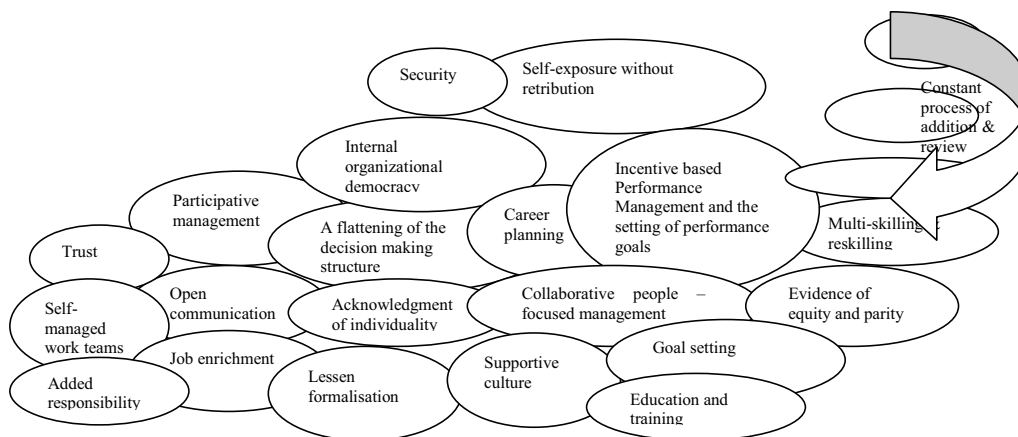 Security
Self-exposure without
retribution
Constant
process of
addition &
review
Internal
organizational
democracy
Incentive based
Performance
Management and the
setting of performance
goals
Participative
management
Career
planning
A flattening of the
decision making
structure
Multi-skilling &
reskilling
Trust
Open
communication
Acknowledgment
of individuality
Collaborative people –
focused management
Evidence of
equity and parity
Self-
managed
work teams
Job enrichment
Goal setting
Supportive
culture
Lessen
formalisation
Added
responsibility
Education and
training